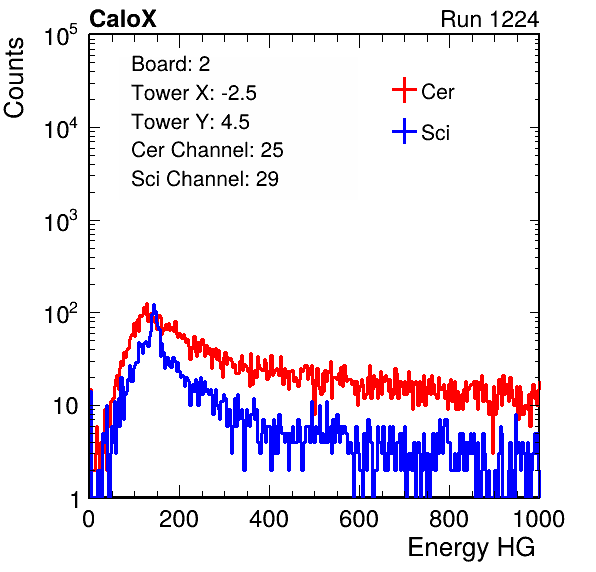 CaloX Run 1224
Counts
Board: 2
Tower X: -2.5
Tower Y: 4.5
Cer Channel: 25
Sci Channel: 29
Cer
Sci
10^5
10^4
10^3
10^2
10
1
0 200 400 600 800 1000
Energy HG